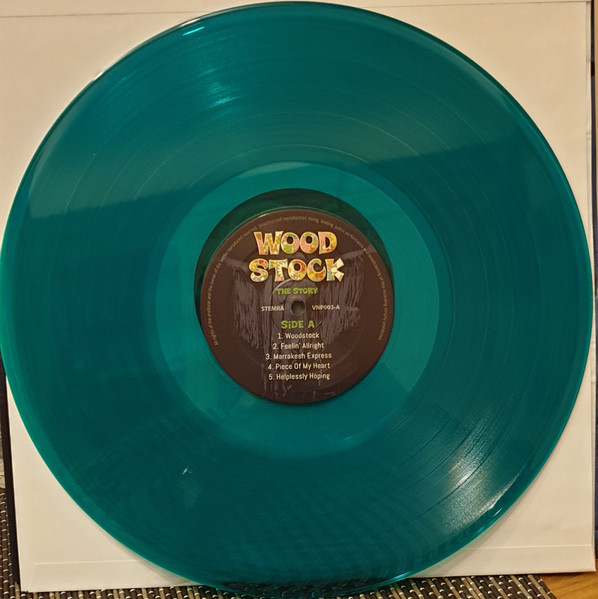 WOOD
STOCK
THE STORY
STEMRA VNP003-A
SIDE A
1. Woodstock
2. Feelin' Allright
3. Marrakesh Express
4. Piece Of My Heart
5. Helplessly Hoping